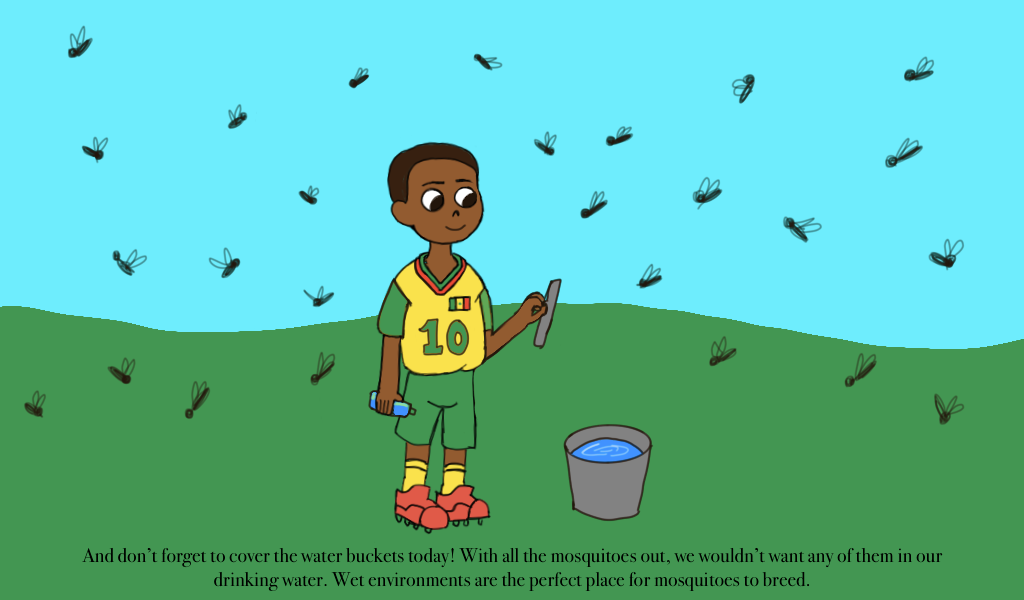 10
And don't forget to cover the water buckets today! With all the mosquitoes out, we wouldn't want any of them in our
drinking water. Wet environments are the perfect place for mosquitoes to breed.